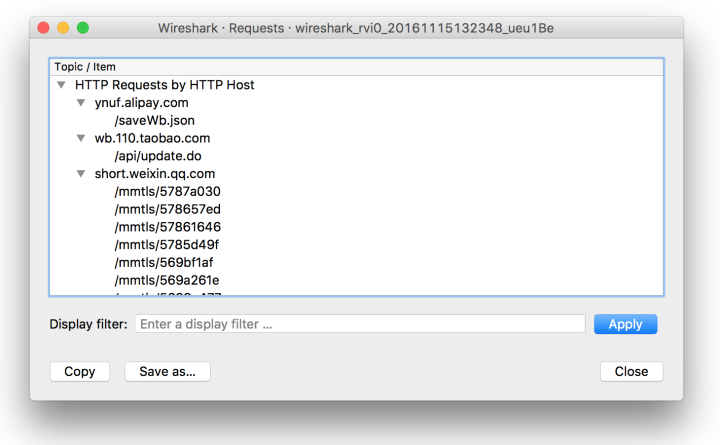 Wireshark · Requests · wireshark_rvi0_20161115132348_ueu1Be
Topic / Item
HTTP Requests by HTTP Host
ynuf.alipay.com
/saveWb.json
wb.110.taobao.com
/api/update.do
short.weixin.qq.com
/mmtls/5787a030
/mmtls/578657ed
/mmtls/57861646
/mmtls/5785d49f
/mmtls/569bf1af
/mmtls/569a261e
Display filter: Enter a display filter ... Apply
Copy Save as... Close